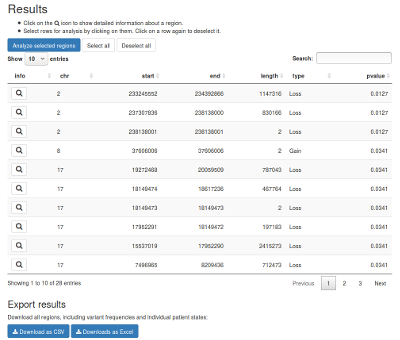 Results
Click on the icon to show detailed information about a region.
Select rows for analysis by clicking on them. Click on a row again to deselect it.
Analyze selected regions Select all Deselect all
Show 10 entries Search:
info chr start end length type pvalue
2 233245552 234392866 1147316 Loss 0.0127
2 237307836 238138000 830166 Loss 0.0127
2 238138001 238138001 2 Loss 0.0127
8 37606006 37606006 2 Gain 0.0341
17 19272468 20059509 787043 Loss 0.0341
17 18149474 18617236 467764 Loss 0.0341
17 18149473 18149473 2 Loss 0.0341
17 17952291 18149472 197183 Loss 0.0341
17 15537019 17952290 2415273 Loss 0.0341
17 7496965 8209436 712473 Loss 0.0341
Showing 1 to 10 of 28 entries Previous 1 2 3 Next
Export results
Download all regions, including variant frequencies and individual patient states:
Download as CSV Downloads as Excel